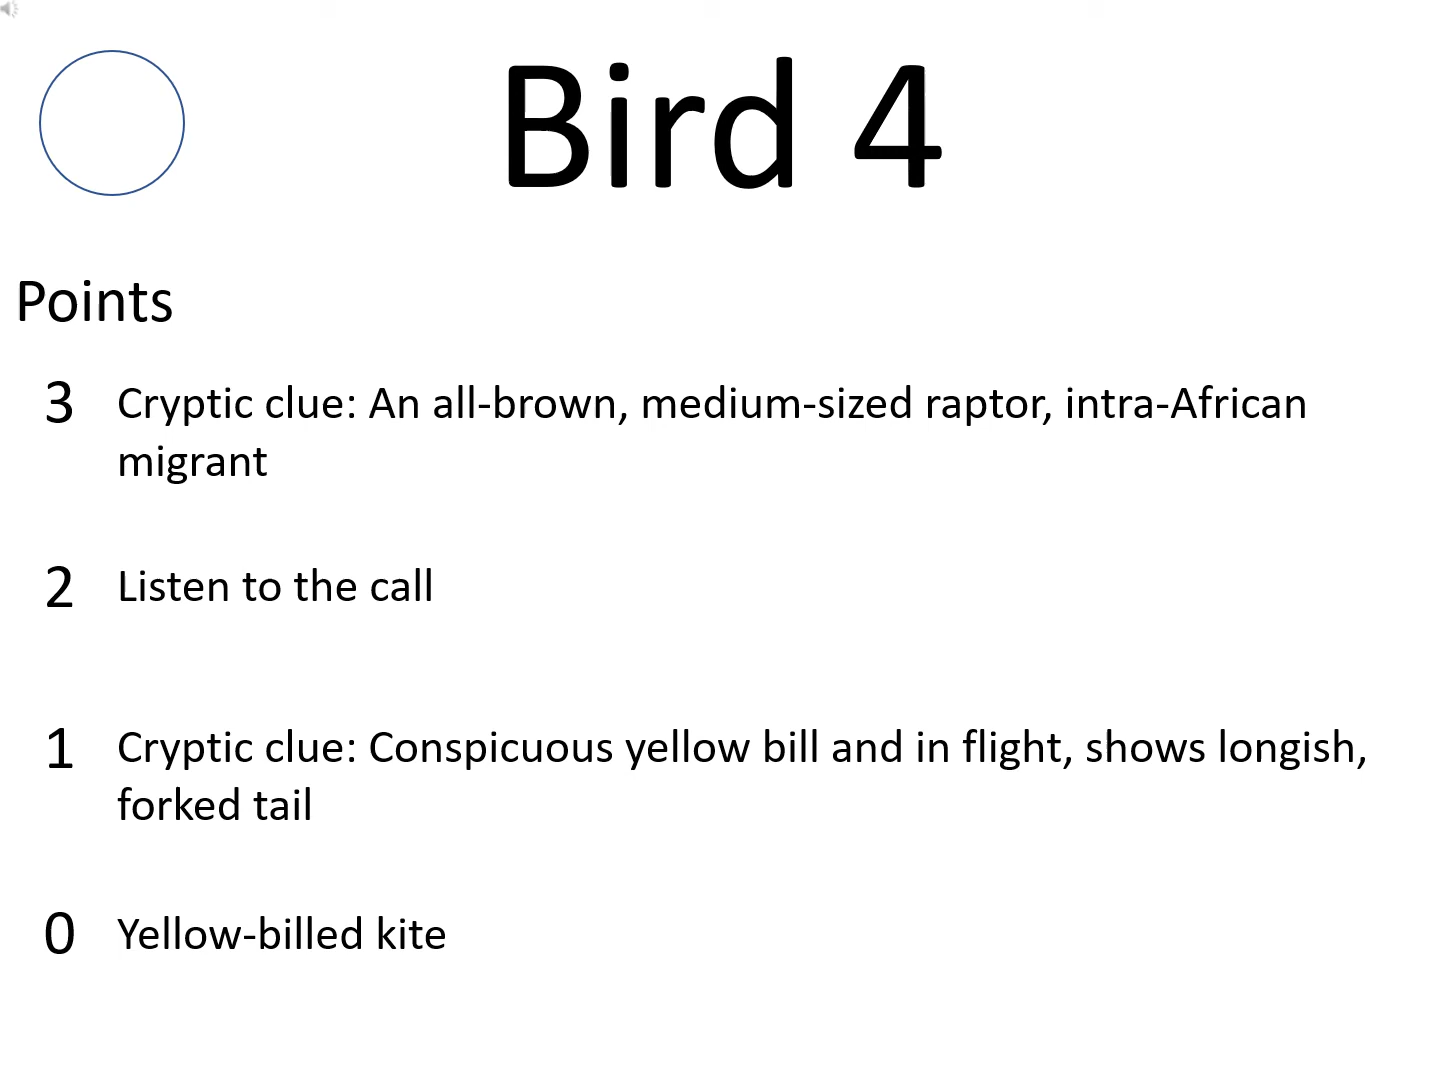 Bird 4
Points
3 Cryptic clue: An all-brown, medium-sized raptor, intra-African
migrant
2 Listen to the call
1 Cryptic clue: Conspicuous yellow bill and in flight, shows longish,
forked tail
0 Yellow-billed kite